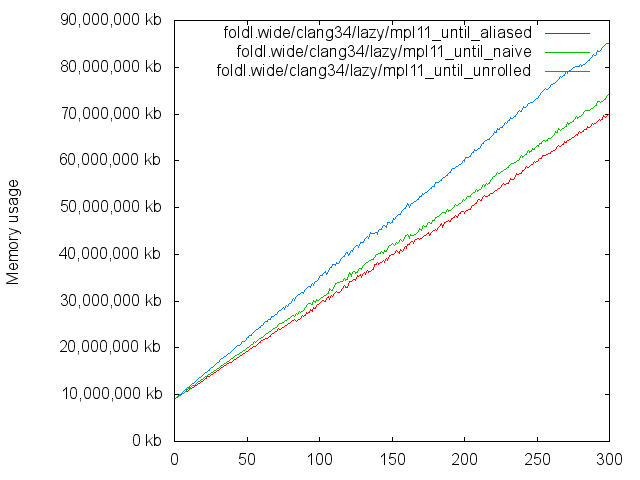 90,000,000 kb
80,000,000 kb
70,000,000 kb
60,000,000 kb
50,000,000 kb
40,000,000 kb
30,000,000 kb
20,000,000 kb
10,000,000 kb
0 kb
Memory usage
foldl.wide/clang34/lazy/mpl11_until_aliased
foldl.wide/clang34/lazy/mpl11_until_naive
foldl.wide/clang34/lazy/mpl11_until_unrolled
0 50 100 150 200 250 300